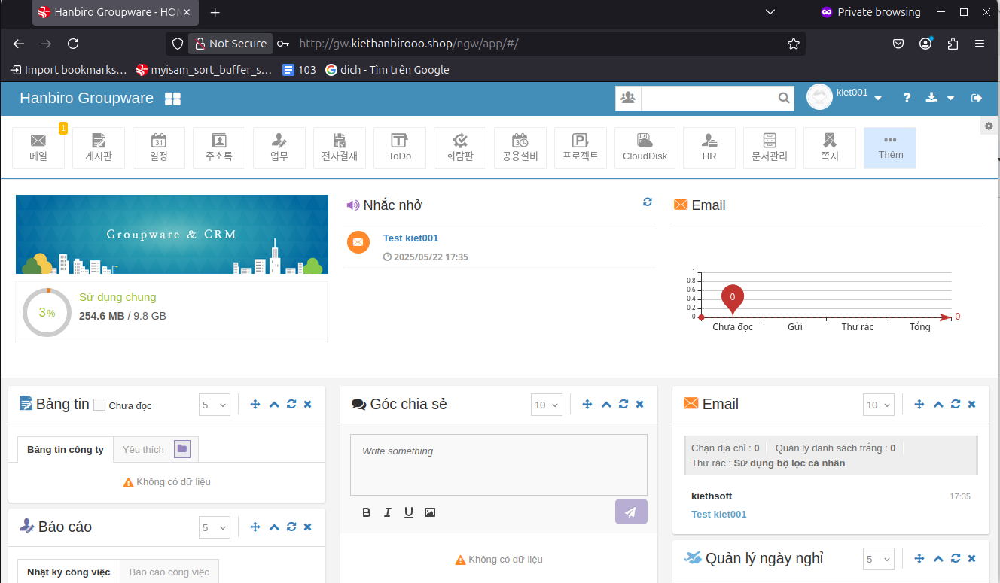 Hanbiro Groupware - HOM
Private browsing
Not Secure
http://gw.kiethanbirooo.shop/ngw/app/#/
Import bookmarks...
myisam_sort_buffer_s...
103
dich - Tìm trên Google
Hanbiro Groupware
kiet001
?
1
메일
게시판
31
일정
주소록
업무
전자결재
ToDo
회람판
공용설비
프로젝트
CloudDisk
HR
문서관리
쪽지
Thêm
Groupware & CRM
3%
Sử dụng chung
254.6 MB / 9.8 GB
Nhắc nhở
Test kiet001
2025/05/22 17:35
Email
1
0.8
0.6
0.4
0.2
0
0
0
Chưa đọc
Gửi
Thư rác
Tổng
Bảng tin
Chưa đọc
5
Bảng tin công ty
Yêu thích
Không có dữ liệu
Báo cáo
5
Nhật ký công việc
Báo cáo công việc
Góc chia sẻ
10
Write something
B I U
Không có dữ liệu
Email
10
Chặn địa chỉ : 0
Quản lý danh sách trắng : 0
Thư rác : Sử dụng bộ lọc cá nhân
kiethsoft
17:35
Test kiet001
Quản lý ngày nghỉ
5